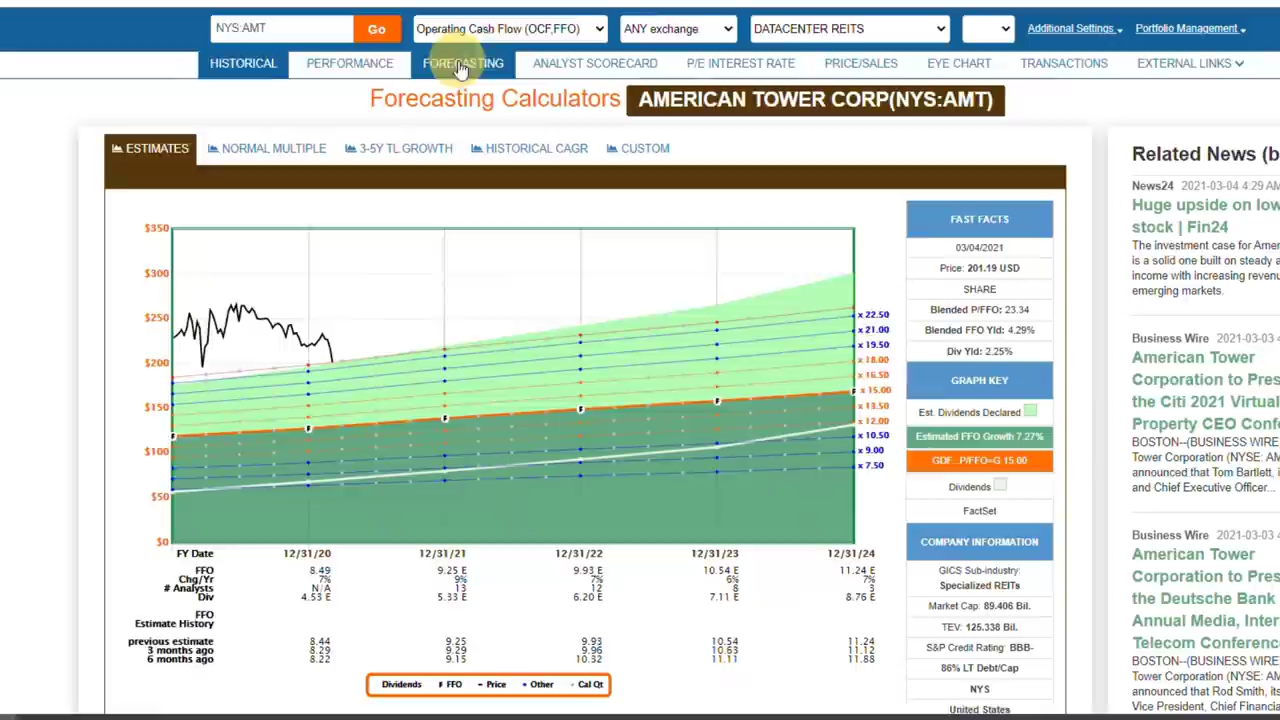 NYS:AMT Go Operating Cash Flow (OCF,FFO) ANY exchange DATACENTER REITS Additional Settings Portfolio Management
HISTORICAL PERFORMANCE FORECASTING ANALYST SCORECARD P/E INTEREST RATE PRICE/SALES EYE CHART TRANSACTIONS EXTERNAL LINKS
Forecasting Calculators AMERICAN TOWER CORP(NYS:AMT)
ESTIMATES NORMAL MULTIPLE 3-5Y TL GROWTH HISTORICAL CAGR CUSTOM
$350
$300
$250
$200
$150
$100
$50
$0
x 22.50
x 21.00
x 19.50
x 18.00
x 16.50
x 15.00
x 13.50
x 12.00
x 10.50
x 9.00
x 7.50
FY Date 12/31/20 12/31/21 12/31/22 12/31/23 12/31/24
FFO 8.49 9.25 E 9.93 E 10.54 E 11.24 E
Chg/Yr 7% 9% 7% 6% 7%
# Analysts N/A 13 12 8 3
Div 4.53 E 5.33 E 6.20 E 7.11 E 8.76 E
FFO
Estimate History
previous estimate 8.44 9.25 9.93 10.54 11.24
3 months ago 8.29 9.29 9.96 10.63 11.12
6 months ago 8.22 9.15 10.32 11.11 11.88
Dividends FFO Price Other Cal Qt
FAST FACTS
03/04/2021
Price: 201.19 USD
SHARE
Blended P/FFO: 23.34
Blended FFO Yld: 4.29%
Div Yld: 2.25%
GRAPH KEY
Est. Dividends Declared
Estimated FFO Growth 7.27%
GDF...P/FFO=G 15.00
Dividends
FactSet
COMPANY INFORMATION
GICS Sub-industry:
Specialized REITs
Market Cap: 89.406 Bil.
TEV: 125.338 Bil.
S&P Credit Rating: BBB-
86% LT Debt/Cap
NYS
United States
Related News (b
News24 2021-03-04 4:29 AM
Huge upside on low
stock | Fin24
The investment case for Amer
is a solid one built on steady a
income with increasing revenu
emerging markets.
Business Wire 2021-03-03 4
American Tower
Corporation to Pres
the Citi 2021 Virtual
Property CEO Confe
BOSTON--(BUSINESS WIRE
Tower Corporation (NYSE: AM
announced that Tom Bartlett, i
and Chief Executive Officer...
Business Wire 2021-03-03
American Tower
Corporation to Pres
the Deutsche Bank
Annual Media, Inter
Telecom Conference
BOSTON--(BUSINESS WIRE
Tower Corporation (NYSE: AM
announced that Rod Smith, its
Vice President, Chief Financia